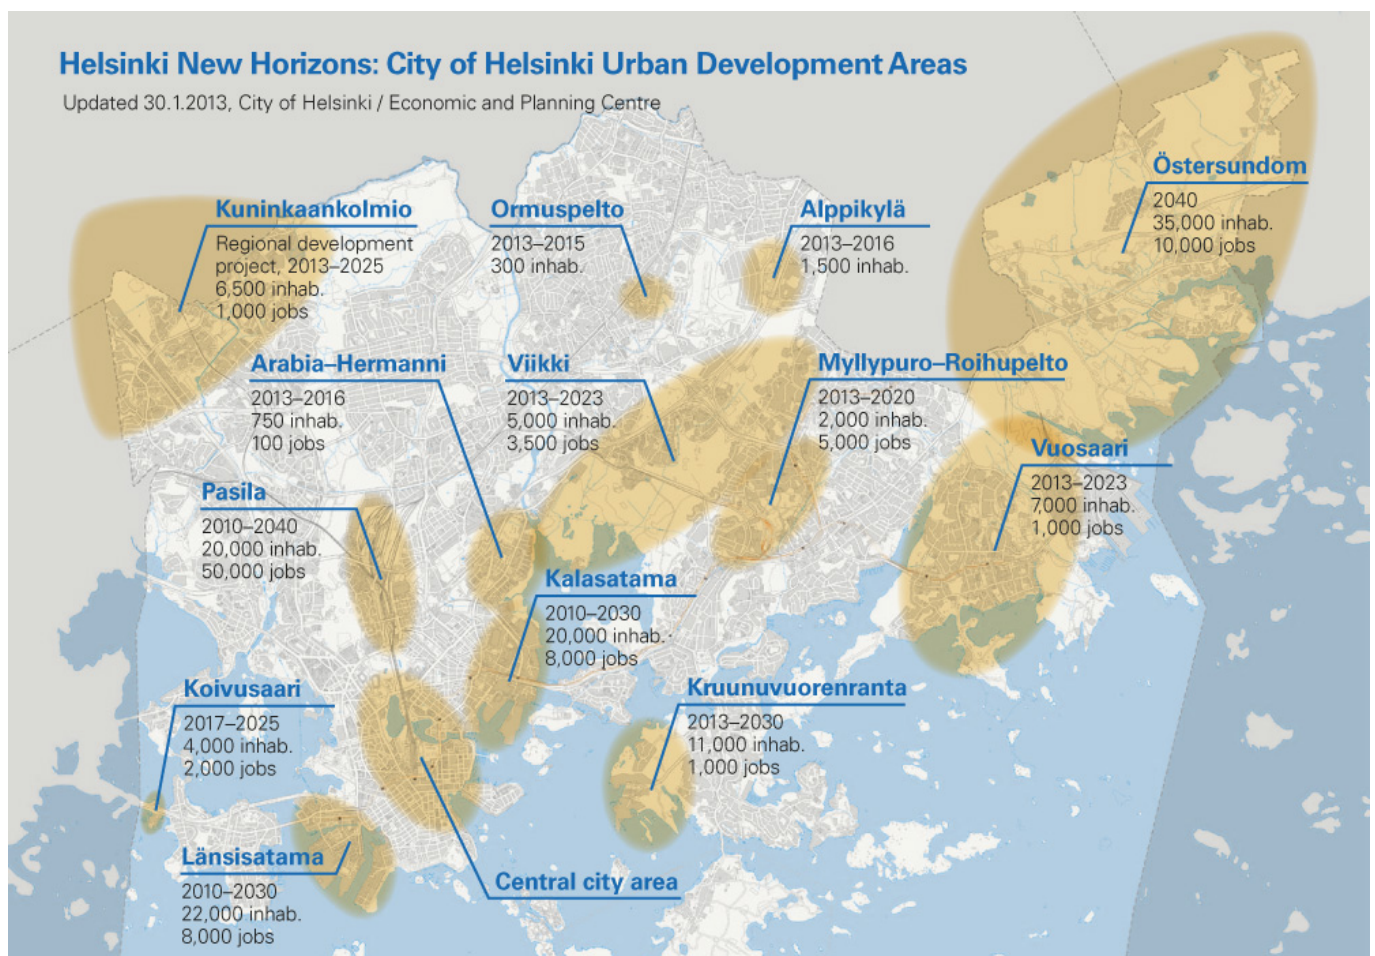 Helsinki New Horizons: City of Helsinki Urban Development Areas
Updated 30.1.2013, City of Helsinki / Economic and Planning Centre
Östersundom
2040
35,000 inhab.
10,000 jobs
Kuninkaankolmio
Regional development
project, 2013–2025
6,500 inhab.
1,000 jobs
Ormuspelto
2013–2015
300 inhab.
Alppikylä
2013–2016
1,500 inhab.
Arabia–Hermanni
2013–2016
750 inhab.
100 jobs
Viikki
2013–2023
5,000 inhab.
3,500 jobs
Myllypuro–Roihupelto
2013–2020
2,000 inhab.
5,000 jobs
Vuosaari
2013–2023
7,000 inhab.
1,000 jobs
Pasila
2010–2040
20,000 inhab.
50,000 jobs
Kalasatama
2010–2030
20,000 inhab.
8,000 jobs
Koivusaari
2017–2025
4,000 inhab.
2,000 jobs
Kruunuvuorenranta
2013–2030
11,000 inhab.
1,000 jobs
Länsisatama
2010–2030
22,000 inhab.
8,000 jobs
Central city area